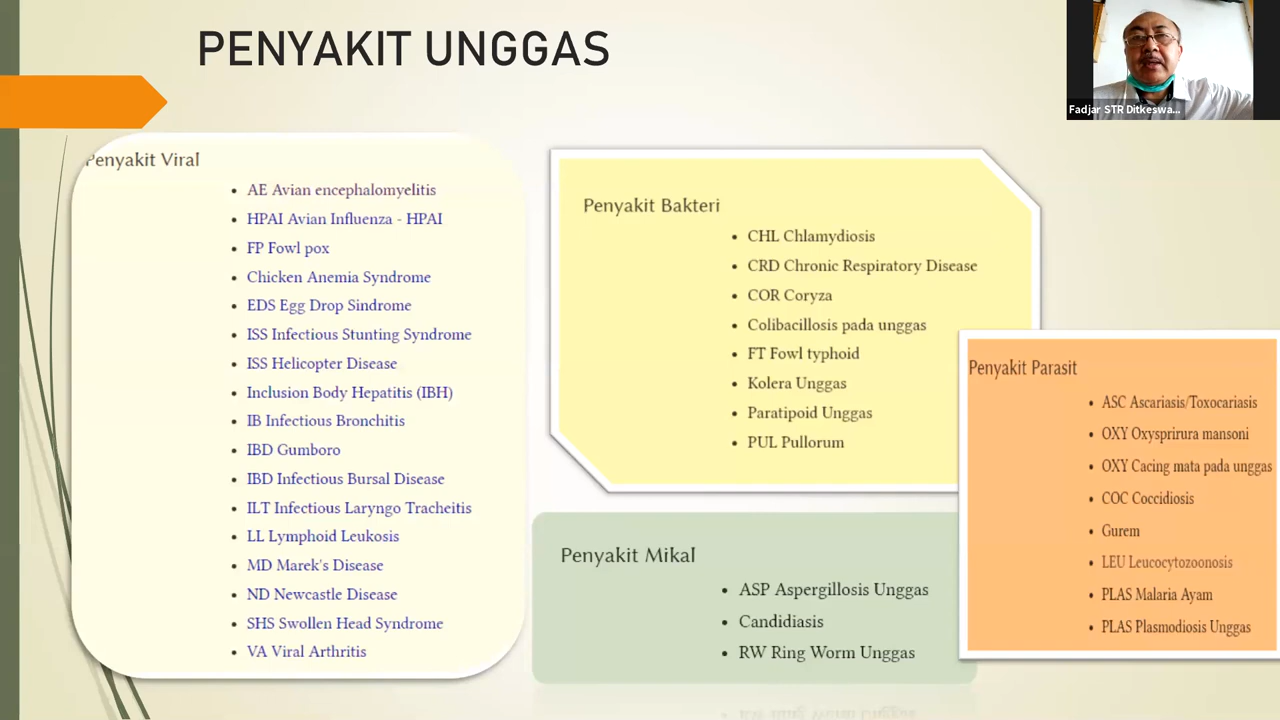 PENYAKIT UNGGAS
Fadjar STR Ditkeswa...
Penyakit Viral
• AE Avian encephalomyelitis
• HPAI Avian Influenza - HPAI
• FP Fowl pox
• Chicken Anemia Syndrome
• EDS Egg Drop Sindrome
• ISS Infectious Stunting Syndrome
• ISS Helicopter Disease
• Inclusion Body Hepatitis (IBH)
• IB Infectious Bronchitis
• IBD Gumboro
• IBD Infectious Bursal Disease
• ILT Infectious Laryngo Tracheitis
• LL Lymphoid Leukosis
• MD Marek's Disease
• ND Newcastle Disease
• SHS Swollen Head Syndrome
• VA Viral Arthritis
Penyakit Bakteri
• CHL Chlamydiosis
• CRD Chronic Respiratory Disease
• COR Coryza
• Colibacillosis pada unggas
• FT Fowl typhoid
• Kolera Unggas
• Paratipoid Unggas
• PUL Pullorum
Penyakit Mikal
• ASP Aspergillosis Unggas
• Candidiasis
• RW Ring Worm Unggas
Penyakit Parasit
• ASC Ascariasis/Toxocariasis
• OXY Oxysprirura mansoni
• OXY Cacing mata pada unggas
• COC Coccidiosis
• Gurem
• LEU Leucocytozoonosis
• PLAS Malaria Ayam
• PLAS Plasmodiosis Unggas